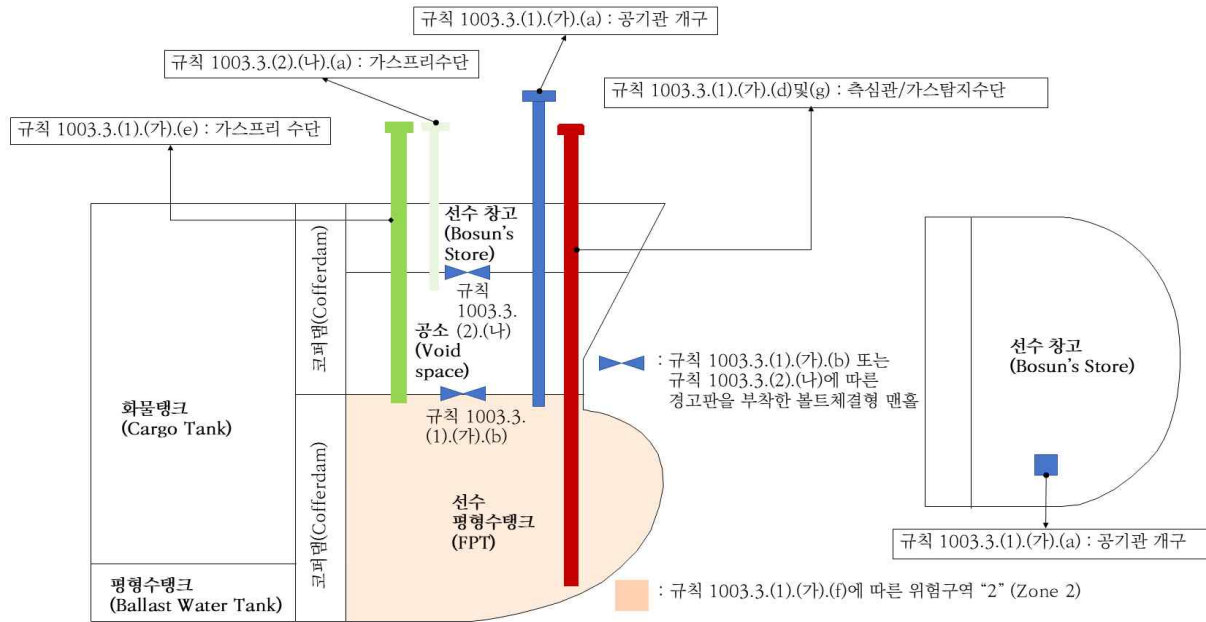 규칙 1003.3.(1).(가).(a) : 공기관 개구
규칙 1003.3.(2).(나).(a) : 가스프리수단
규칙 1003.3.(1).(가).(d)및(g) : 측심관/가스탐지수단
규칙 1003.3.(1).(가).(e) : 가스프리 수단
선수 창고
(Bosun's
Store)
규칙
1003.3.
(2).(나)
공소
(Void
space)
코퍼댐(Cofferdam)
화물탱크
(Cargo Tank)
규칙 1003.3.
(1).(가).(b)
: 규칙 1003.3.(1).(가).(b) 또는
규칙 1003.3.(2).(나)에 따른
경고판을 부착한 볼트체결형 맨홀
선수 창고
(Bosun's Store)
코퍼댐(Cofferdam)
선수
평형수탱크
(FPT)
규칙 1003.3.(1).(가).(a) : 공기관 개구
평형수탱크
(Ballast Water Tank)
: 규칙 1003.3.(1).(가).(f)에 따른 위험구역 “2” (Zone 2)